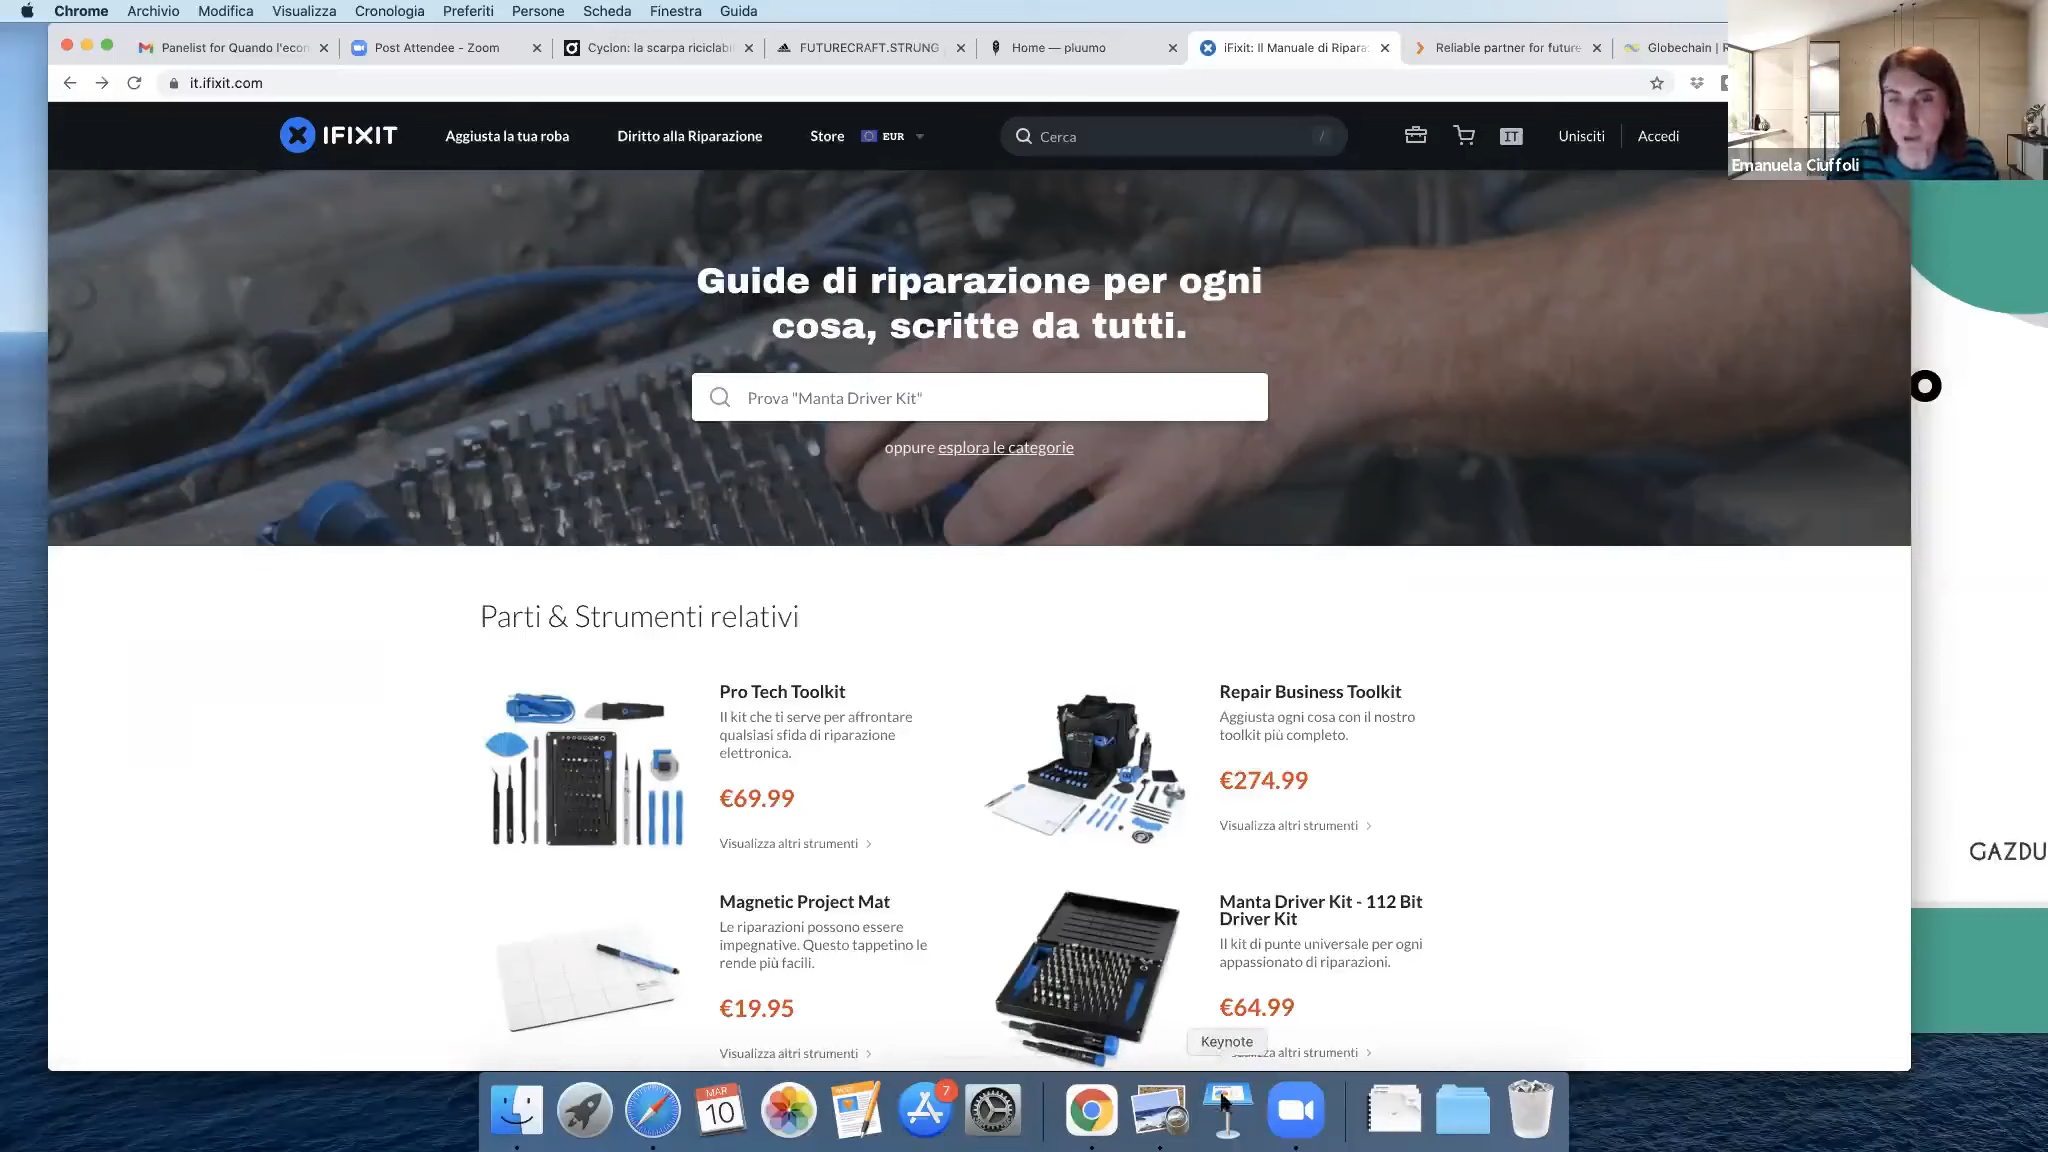 Chrome Archivio Modifica Visualizza Cronologia Preferiti Persone Scheda Finestra Guida
Panelist for Quando l'econ
Post Attendee - Zoom
Cyclon: la scarpa riciclabi
FUTURECRAFT.STRUNG
Home — pluumo
iFixit: Il Manuale di Ripara
Reliable partner for future
Globechain | R
it.ifixit.com
IFIXIT
Aggiusta la tua roba
Diritto alla Riparazione
Store
EUR
Cerca
/
IT
Unisciti
Accedi
Emanuela Ciuffoli
Guide di riparazione per ogni
cosa, scritte da tutti.
Prova "Manta Driver Kit"
oppure esplora le categorie
Parti & Strumenti relativi
Pro Tech Toolkit
Il kit che ti serve per affrontare
qualsiasi sfida di riparazione
elettronica.
€69.99
Visualizza altri strumenti
Repair Business Toolkit
Aggiusta ogni cosa con il nostro
toolkit più completo.
€274.99
Visualizza altri strumenti
Magnetic Project Mat
Le riparazioni possono essere
impegnative. Questo tappetino le
rende più facili.
€19.95
Visualizza altri strumenti
Manta Driver Kit - 112 Bit
Driver Kit
Il kit di punte universale per ogni
appassionato di riparazioni.
€64.99
altri strumenti
Keynote
o
GAZDU
MAR
10
7